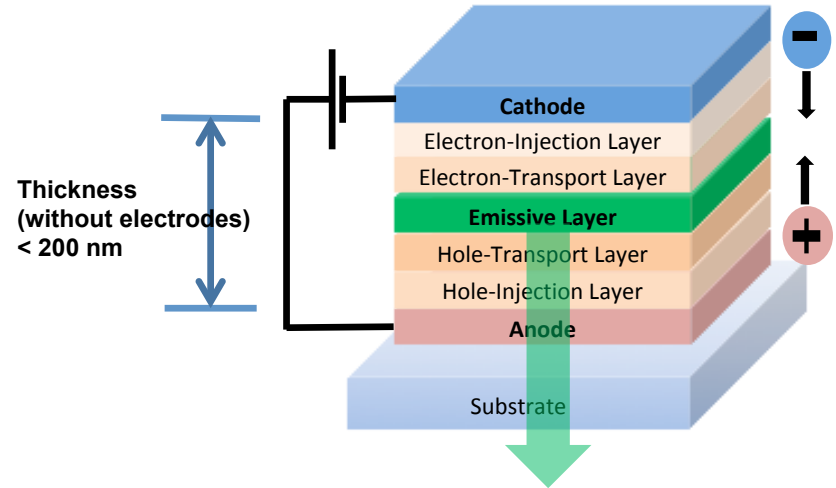 Cathode
Electron-Injection Layer
Electron-Transport Layer
Emissive Layer
Hole-Transport Layer
Hole-Injection Layer
Anode
Substrate
Thickness
(without electrodes)
< 200 nm
-
+